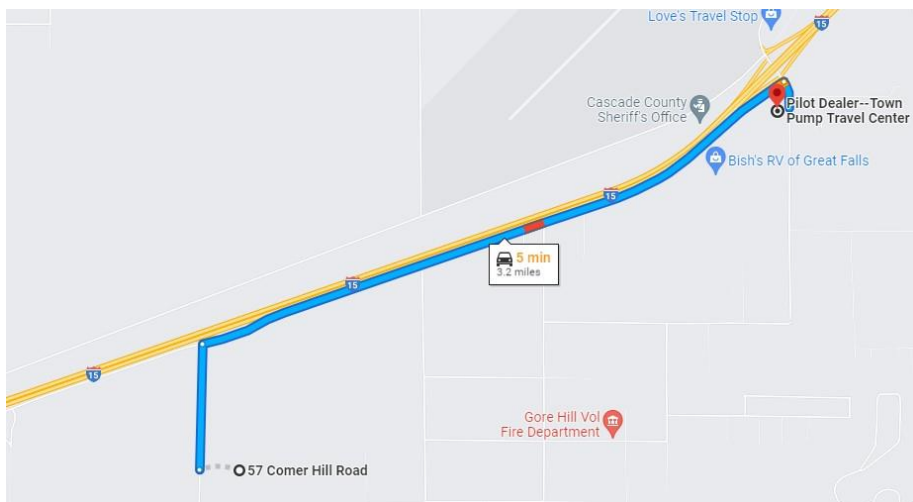 Love's Travel Stop
15
Cascade County
Sheriff's Office
Pilot Dealer--Town
Pump Travel Center
Bish's RV of Great Falls
15
5 min
3.2 miles
15
15
Gore Hill Vol
Fire Department
57 Comer Hill Road